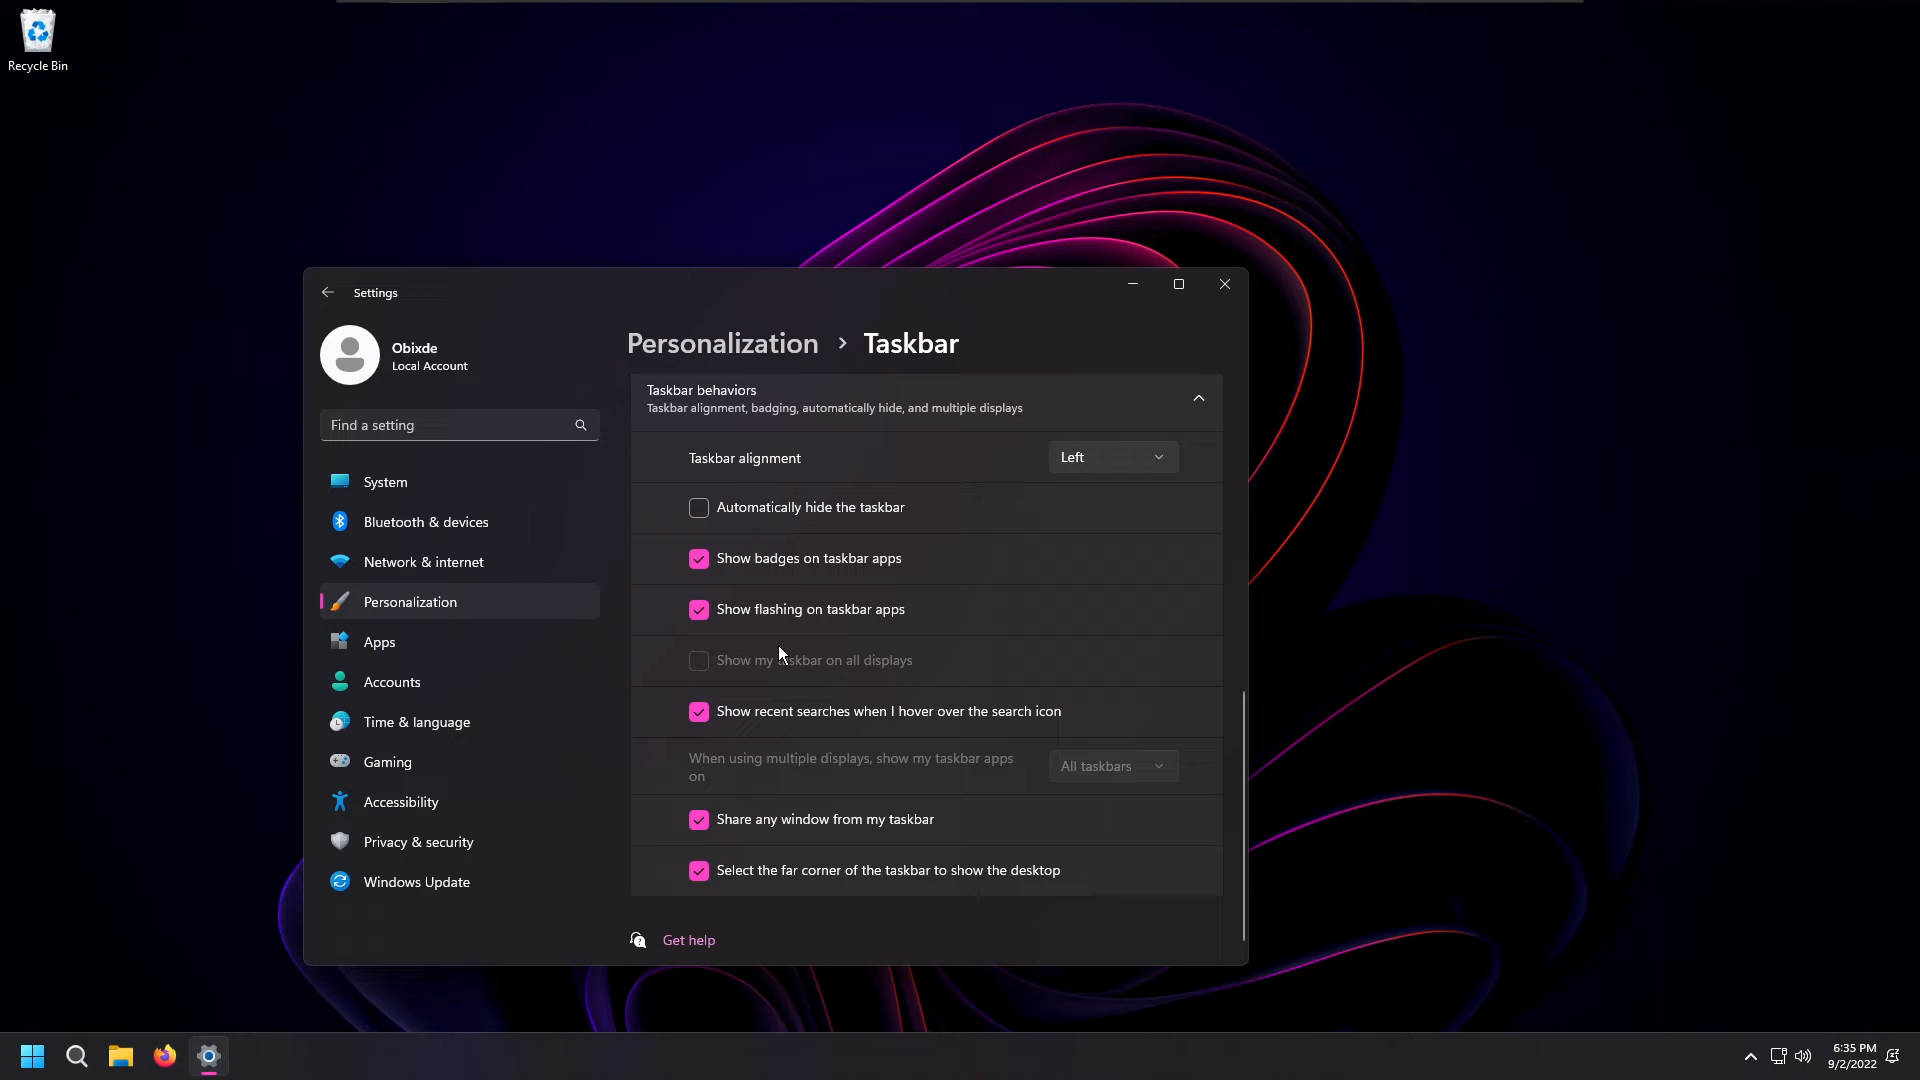 Recycle Bin
Settings
Obixde
Local Account
Find a setting
System
Bluetooth & devices
Network & internet
Personalization
Apps
Accounts
Time & language
Gaming
Accessibility
Privacy & security
Windows Update
Personalization › Taskbar
Taskbar behaviors
Taskbar alignment, badging, automatically hide, and multiple displays
Taskbar alignment
Left
Automatically hide the taskbar
Show badges on taskbar apps
Show flashing on taskbar apps
Show my taskbar on all displays
Show recent searches when I hover over the search icon
When using multiple displays, show my taskbar apps
on
All taskbars
Share any window from my taskbar
Select the far corner of the taskbar to show the desktop
Get help
6:35 PM
9/2/2022